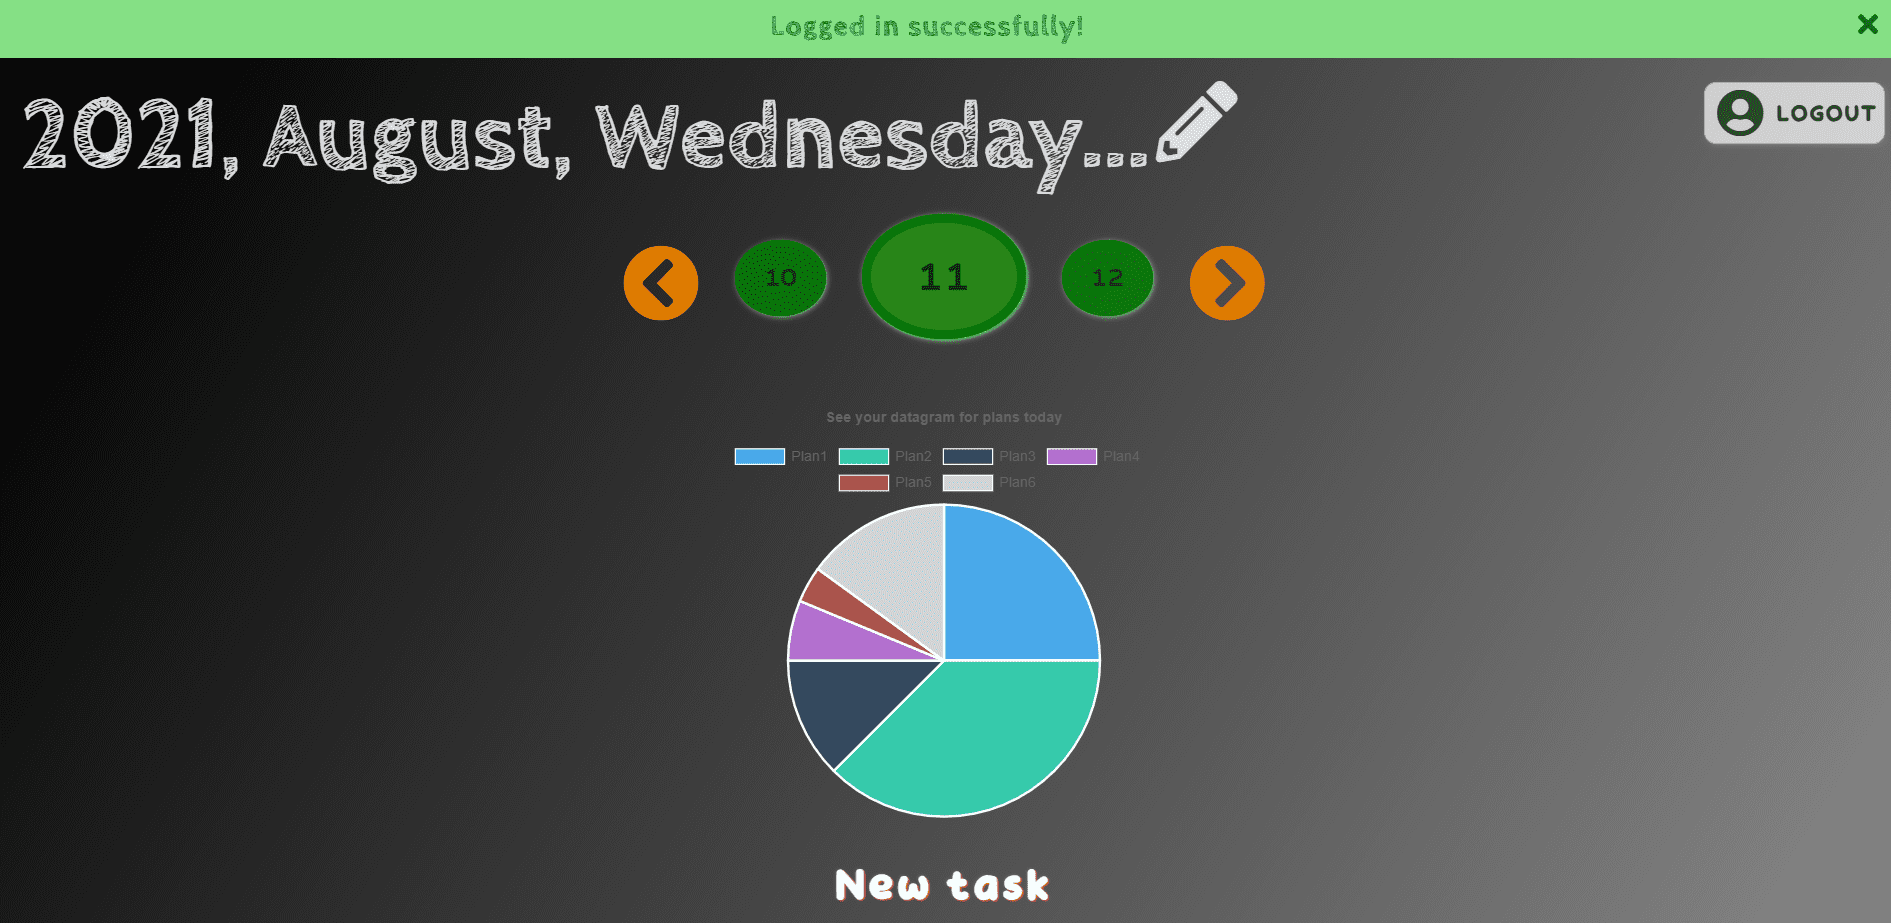 Logged in successfully!
2021, August, Wednesday...
LOGOUT
10 11 12
See your datagram for plans today
Plan1 Plan2 Plan3 Plan4
Plan5 Plan6
New task